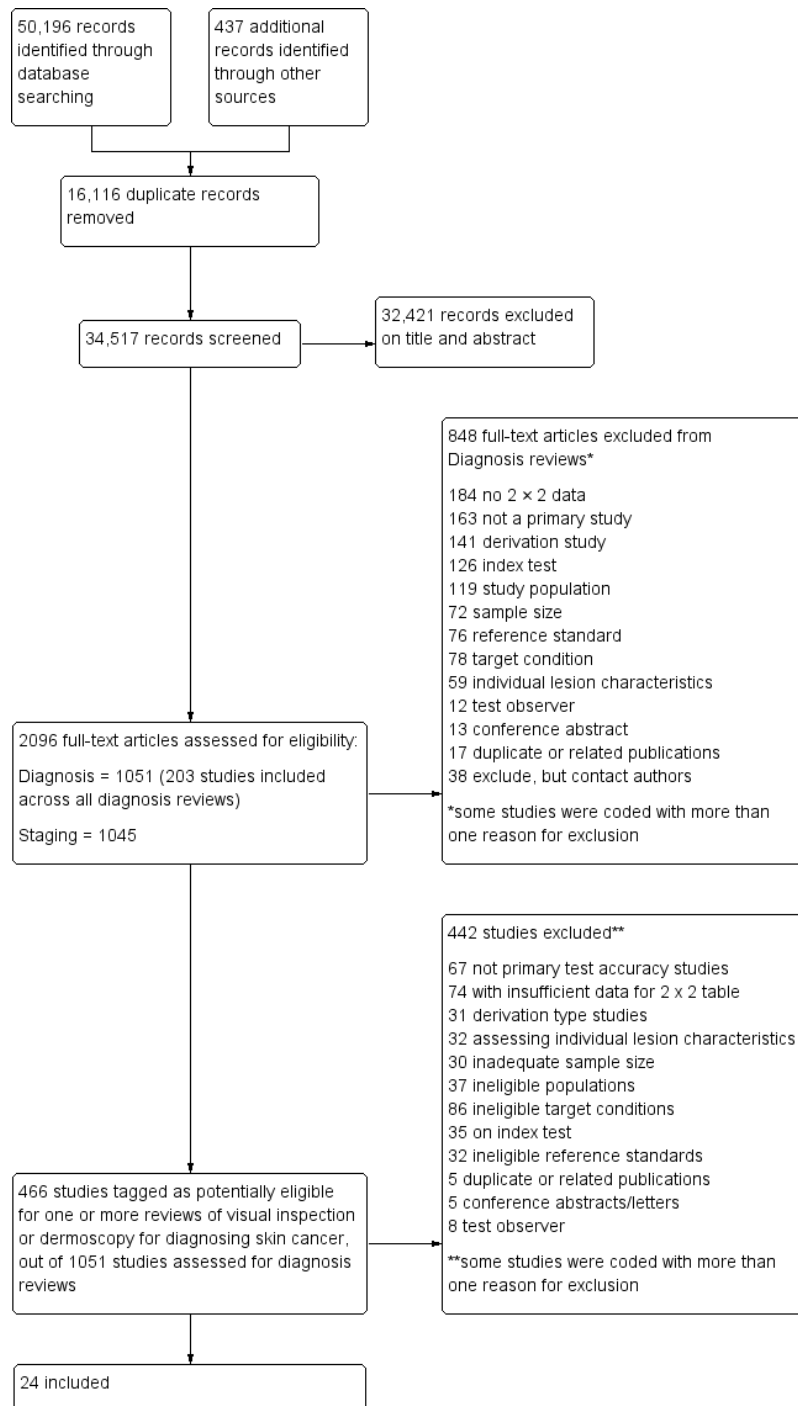 50,196 records
identified through
database
searching
437 additional
records identified
through other
sources
16,116 duplicate records
removed
34,517 records screened
32,421 records excluded
on title and abstract
848 full-text articles excluded from
Diagnosis reviews*
184 no 2 × 2 data
163 not a primary study
141 derivation study
126 index test
119 study population
72 sample size
76 reference standard
78 target condition
59 individual lesion characteristics
12 test observer
13 conference abstract
17 duplicate or related publications
38 exclude, but contact authors
*some studies were coded with more than
one reason for exclusion
2096 full-text articles assessed for eligibility:
Diagnosis = 1051 (203 studies included
across all diagnosis reviews)
Staging = 1045
442 studies excluded**
67 not primary test accuracy studies
74 with insufficient data for 2 x 2 table
31 derivation type studies
32 assessing individual lesion characteristics
30 inadequate sample size
37 ineligible populations
86 ineligible target conditions
35 on index test
32 ineligible reference standards
5 duplicate or related publications
5 conference abstracts/letters
8 test observer
**some studies were coded with more than
one reason for exclusion
466 studies tagged as potentially eligible
for one or more reviews of visual inspection
or dermoscopy for diagnosing skin cancer,
out of 1051 studies assessed for diagnosis
reviews
24 included